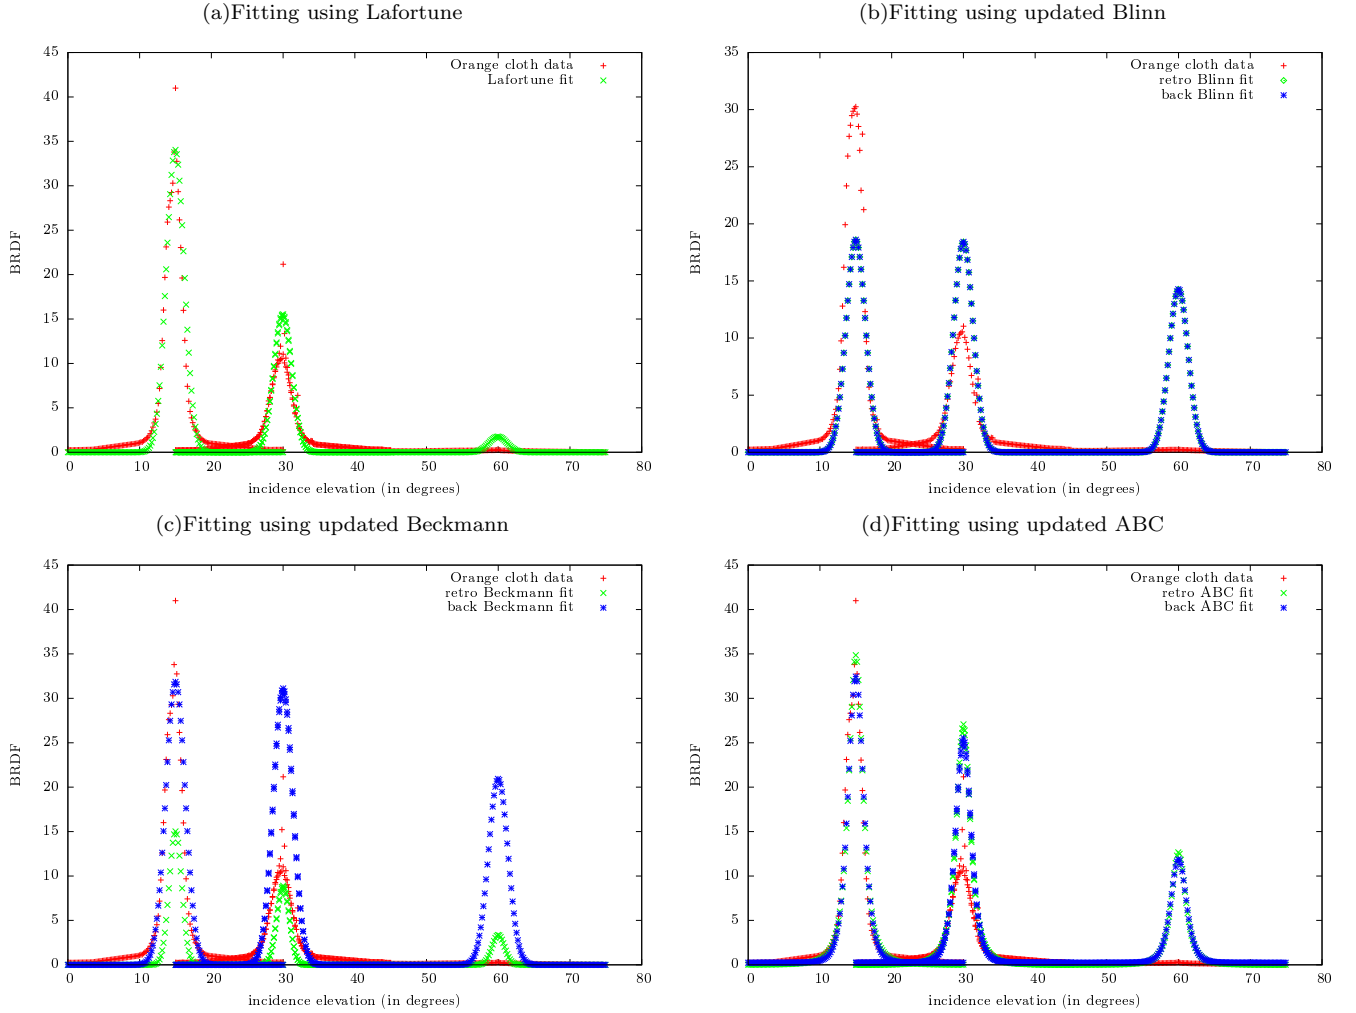 (a)Fitting using Lafortune
45
40
35
30
25
20
15
10
5
0
BRDF
Orange cloth data
Lafortune fit
0 10 20 30 40 50 60 70 80
incidence elevation (in degrees)
(b)Fitting using updated Blinn
35
30
25
20
15
10
5
0
BRDF
Orange cloth data
retro Blinn fit
back Blinn fit
0 10 20 30 40 50 60 70 80
incidence elevation (in degrees)
(c)Fitting using updated Beckmann
45
40
35
30
25
20
15
10
5
0
BRDF
Orange cloth data
retro Beckmann fit
back Beckmann fit
0 10 20 30 40 50 60 70 80
incidence elevation (in degrees)
(d)Fitting using updated ABC
45
40
35
30
25
20
15
10
5
0
BRDF
Orange cloth data
retro ABC fit
back ABC fit
0 10 20 30 40 50 60 70 80
incidence elevation (in degrees)